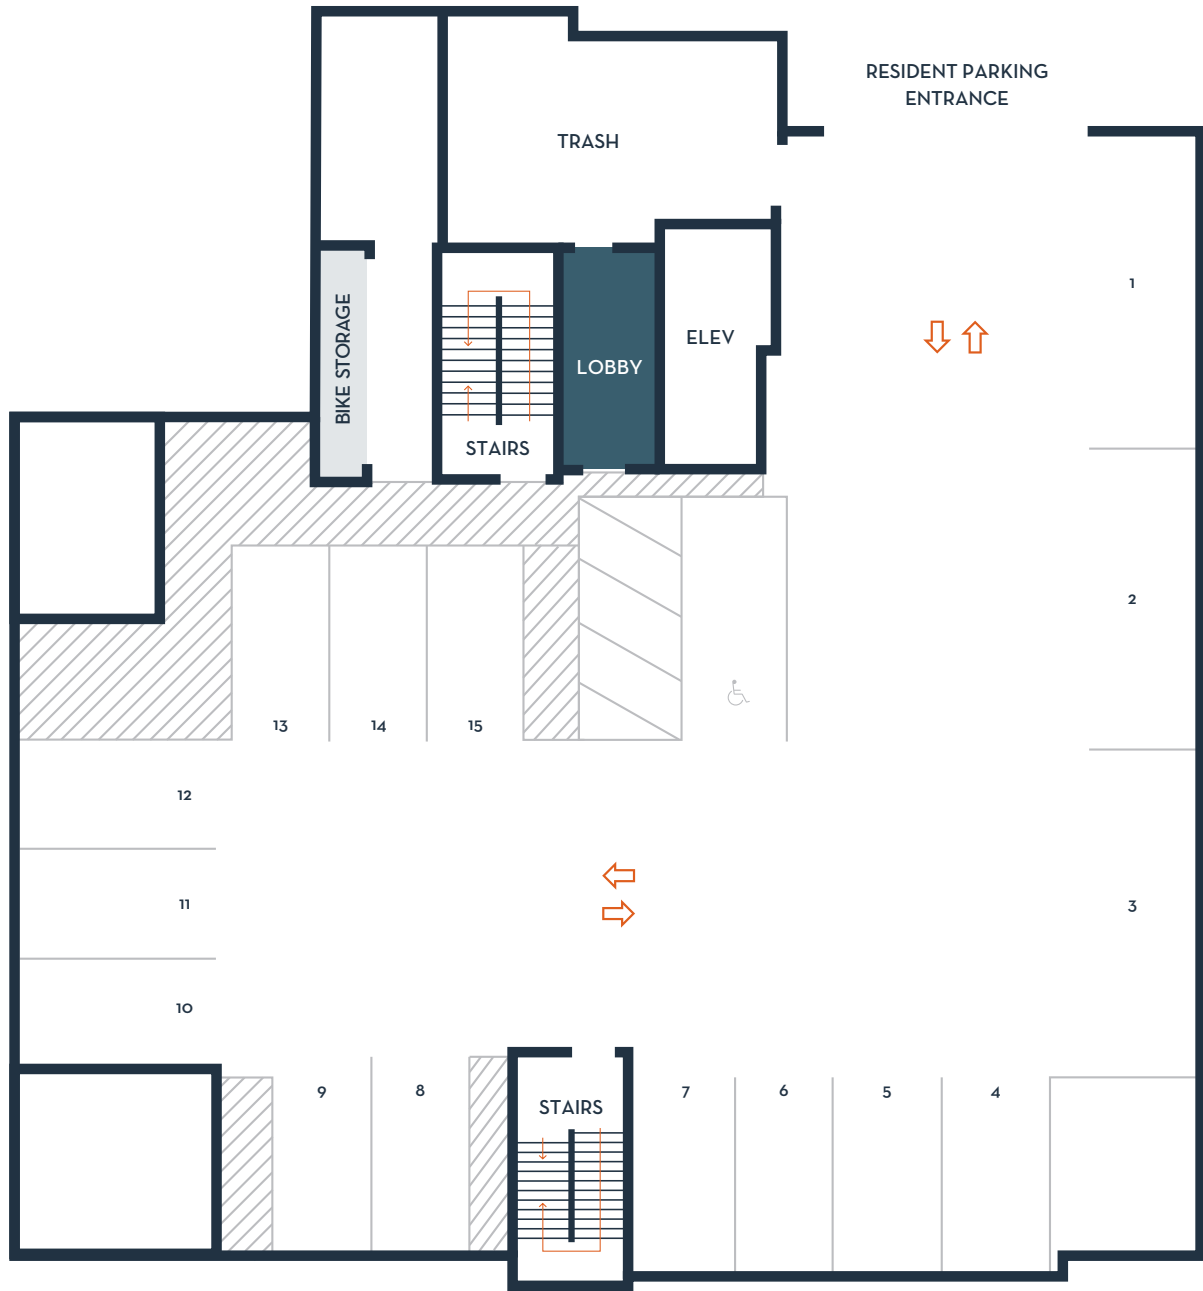 RESIDENT PARKING
ENTRANCE
TRASH
1
BIKE STORAGE
ELEV
LOBBY
STAIRS
2
13
14
15
12
11
3
10
9
8
7
6
5
4
STAIRS